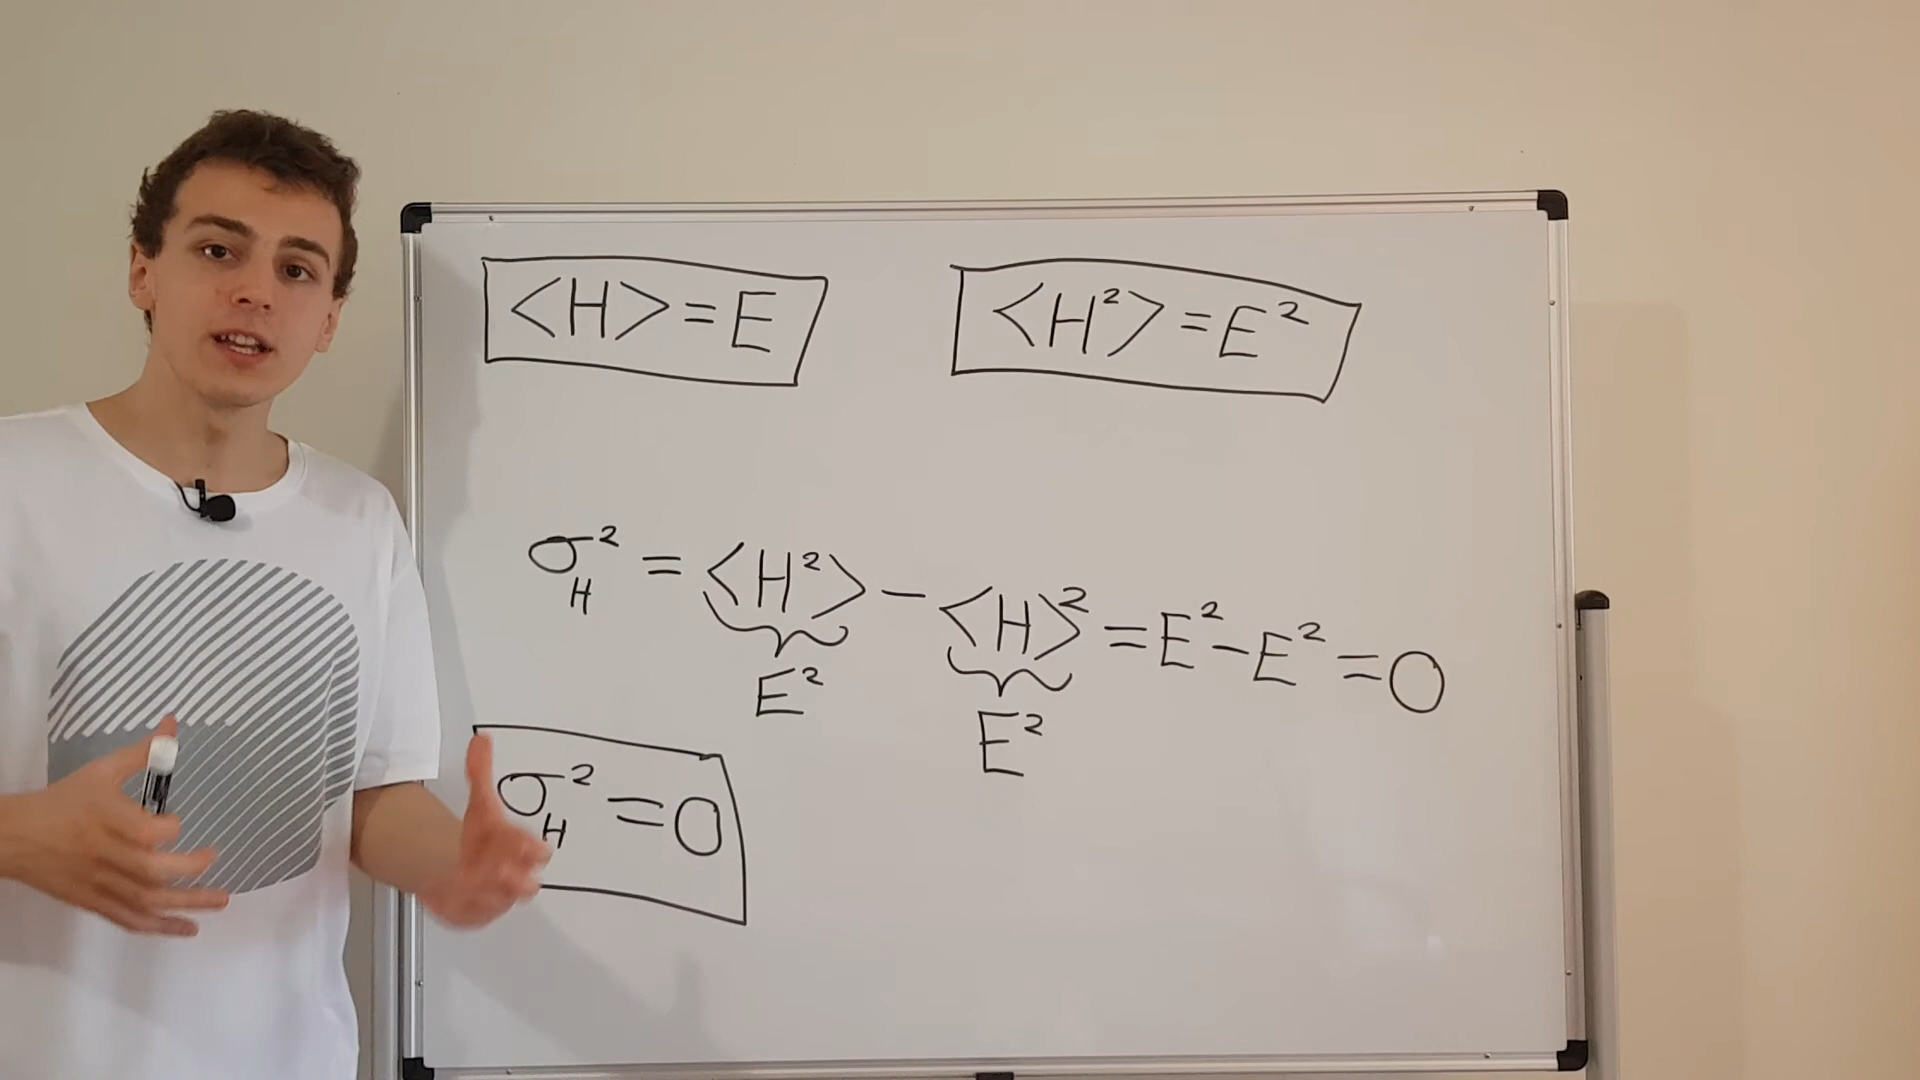 <H> = E
<H²> = E²
σ_H² = <H²> - <H>² = E² - E² = 0
E²
E²
σ_H² = 0